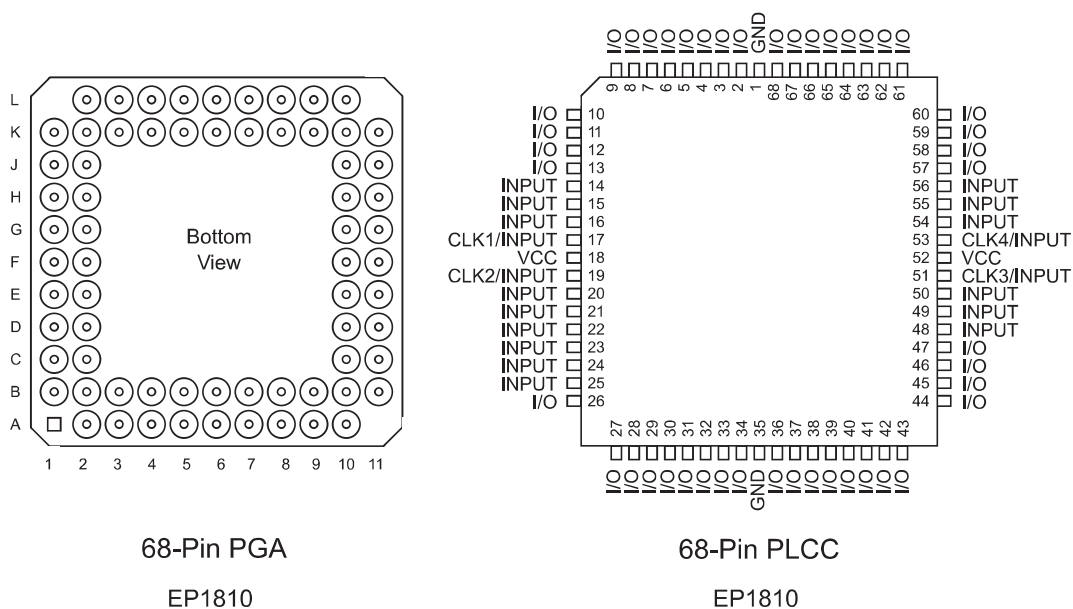 L
K
J
H
G
F
E
D
C
B
A
Bottom
View
1 2 3 4 5 6 7 8 9 10 11
68-Pin PGA
EP1810
I/O I/O I/O I/O I/O I/O I/O I/O GND I/O I/O I/O I/O I/O I/O I/O I/O
9 8 7 6 5 4 3 2 1 68 67 66 65 64 63 62 61
I/O 10 60 I/O
I/O 11 59 I/O
I/O 12 58 I/O
I/O 13 57 I/O
INPUT 14 56 INPUT
INPUT 15 55 INPUT
INPUT 16 54 INPUT
CLK1/INPUT 17 53 CLK4/INPUT
VCC 18 52 VCC
CLK2/INPUT 19 51 CLK3/INPUT
INPUT 20 50 INPUT
INPUT 21 49 INPUT
INPUT 22 48 INPUT
INPUT 23 47 I/O
INPUT 24 46 I/O
INPUT 25 45 I/O
I/O 26 44 I/O
27 28 29 30 31 32 33 34 35 36 37 38 39 40 41 42 43
I/O I/O I/O I/O I/O I/O I/O I/O GND I/O I/O I/O I/O I/O I/O I/O I/O
68-Pin PLCC
EP1810